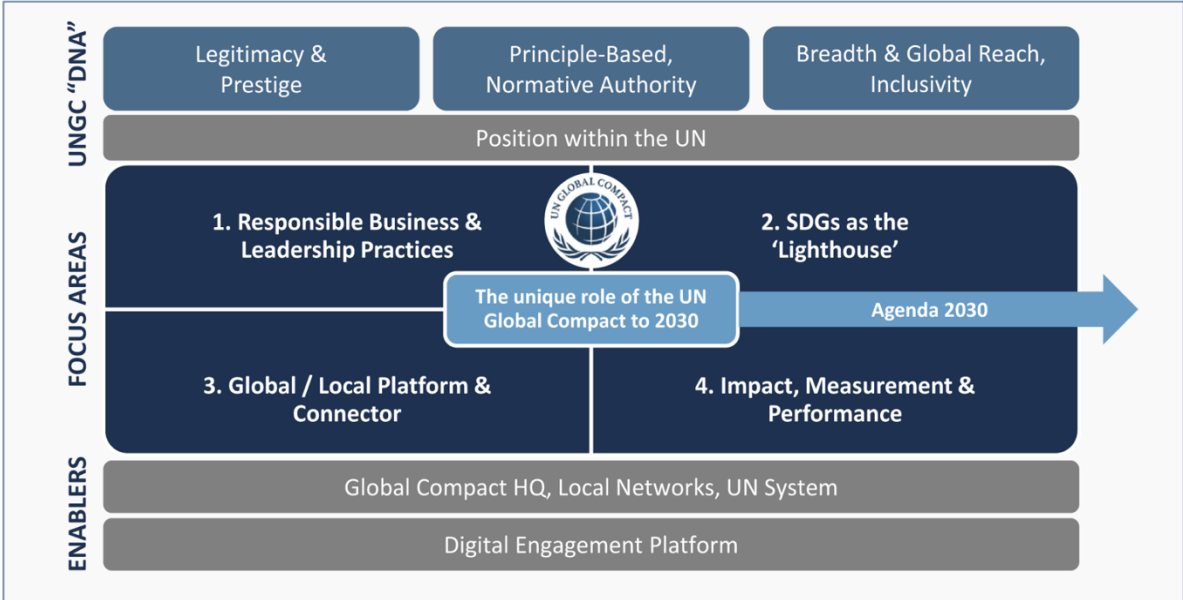 UNGC “DNA”
Legitimacy &
Prestige
Principle-Based,
Normative Authority
Breadth & Global Reach,
Inclusivity
Position within the UN
FOCUS AREAS
1. Responsible Business &
Leadership Practices
UN GLOBAL COMPACT
2. SDGs as the
‘Lighthouse’
The unique role of the UN
Global Compact to 2030
Agenda 2030
3. Global / Local Platform &
Connector
4. Impact, Measurement &
Performance
ENABLERS
Global Compact HQ, Local Networks, UN System
Digital Engagement Platform